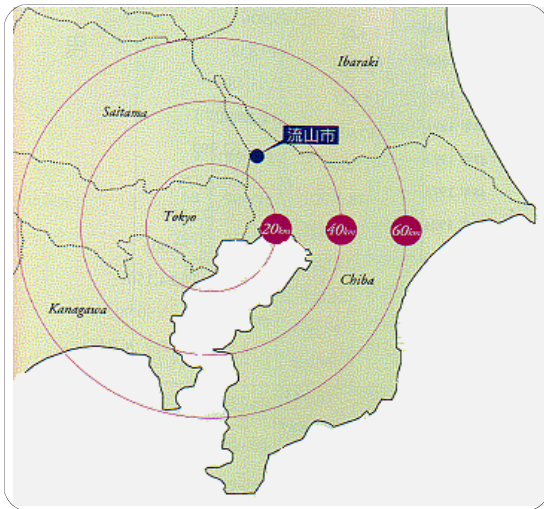 Ibaraki
Saitama
流山市
Tokyo
20km
40km
60km
Chiba
Kanagawa